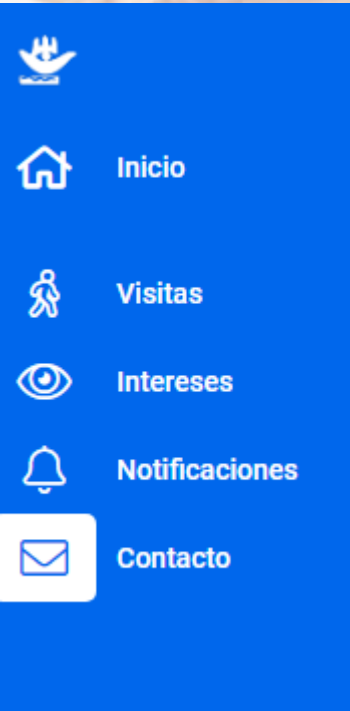 Inicio
Visitas
Intereses
Notificaciones
Contacto